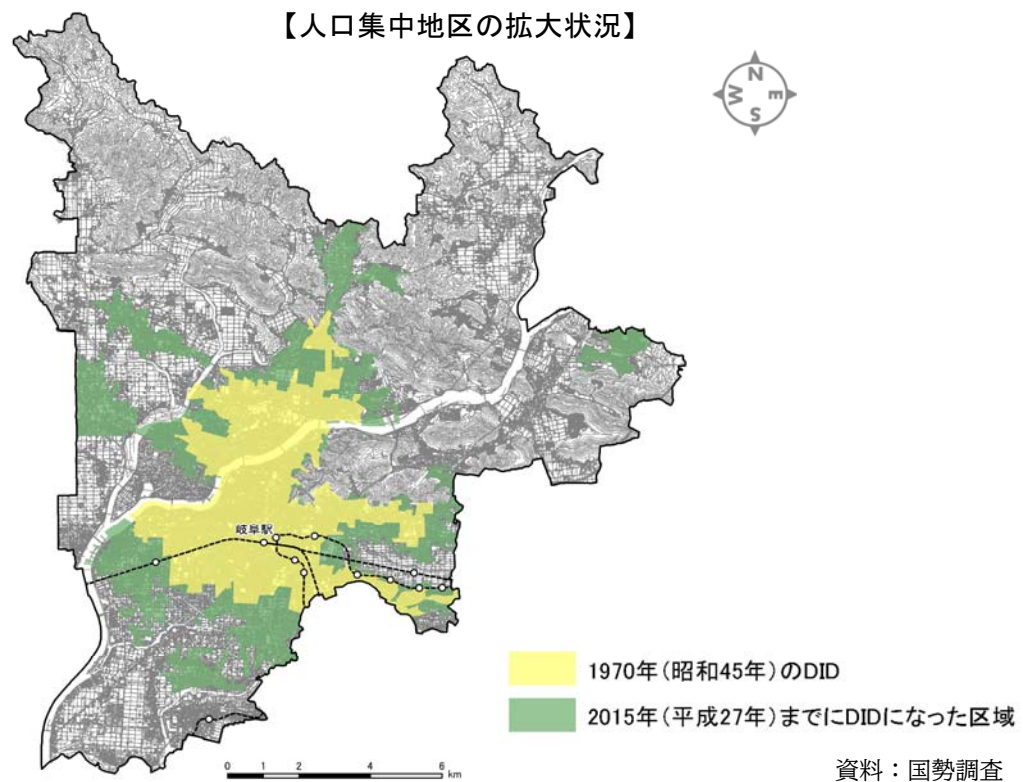 【人口集中地区の拡大状況】
N
W
E
S
岐阜駅
1970年(昭和45年)のDID
2015年(平成27年)までにDIDになった区域
0 1 2 4 6 km
資料：国勢調査